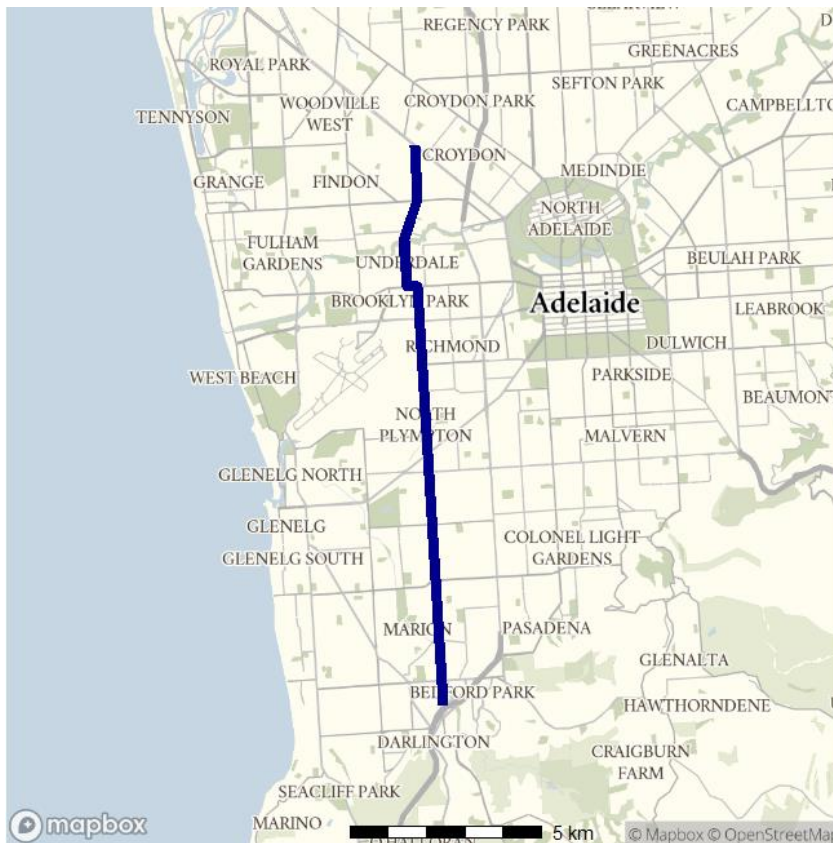 REGENCY PARK
GREENACRES
ROYAL PARK
SEFTON PARK
WOODVILLE
WEST
CROYDON PARK
TENNYSON
CROYDON
MEDINDIE
GRANGE
FINDON
NORTH
ADELAIDE
FULHAM
GARDENS
UNDERDALE
BEULAH PARK
BROOKLYN PARK
Adelaide
LEABROOK
RICHMOND
DULWICH
WEST BEACH
PARKSIDE
NORTH
PLYMPTON
MALVERN
GLENELG NORTH
GLENELG
COLONEL LIGHT
GARDENS
GLENELG SOUTH
MARION
PASADENA
GLENALTA
BEDFORD PARK
HAWTHORNDENE
DARLINGTON
CRAIGBURN
FARM
SEACLIFF PARK
MARINO
mapbox
5 km
© Mapbox © OpenStreetMap